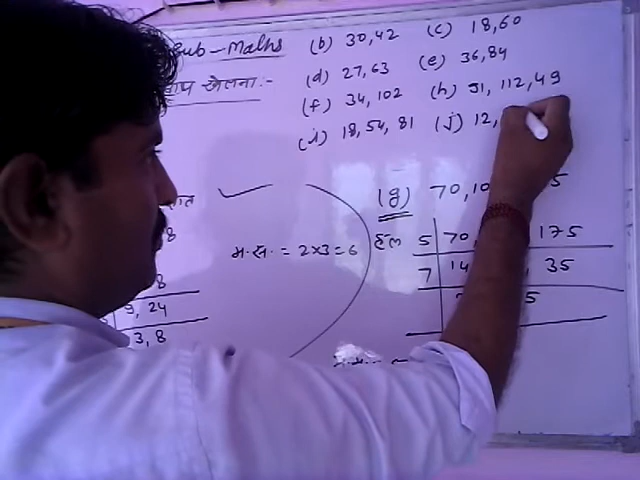 Sub - Maths
(b) 30,42 (c) 18,60
खेलना :-
(d) 27,63 (e) 36,84
(f) 34, 102 (h) 91, 112, 49
(i) 18, 54, 81 (j) 12,
(g) 70, 10 5
8
हल 5 70, 175
म॰स॰ = 2×3=6
7 14 , 35
8
9, 24
5
3, 8